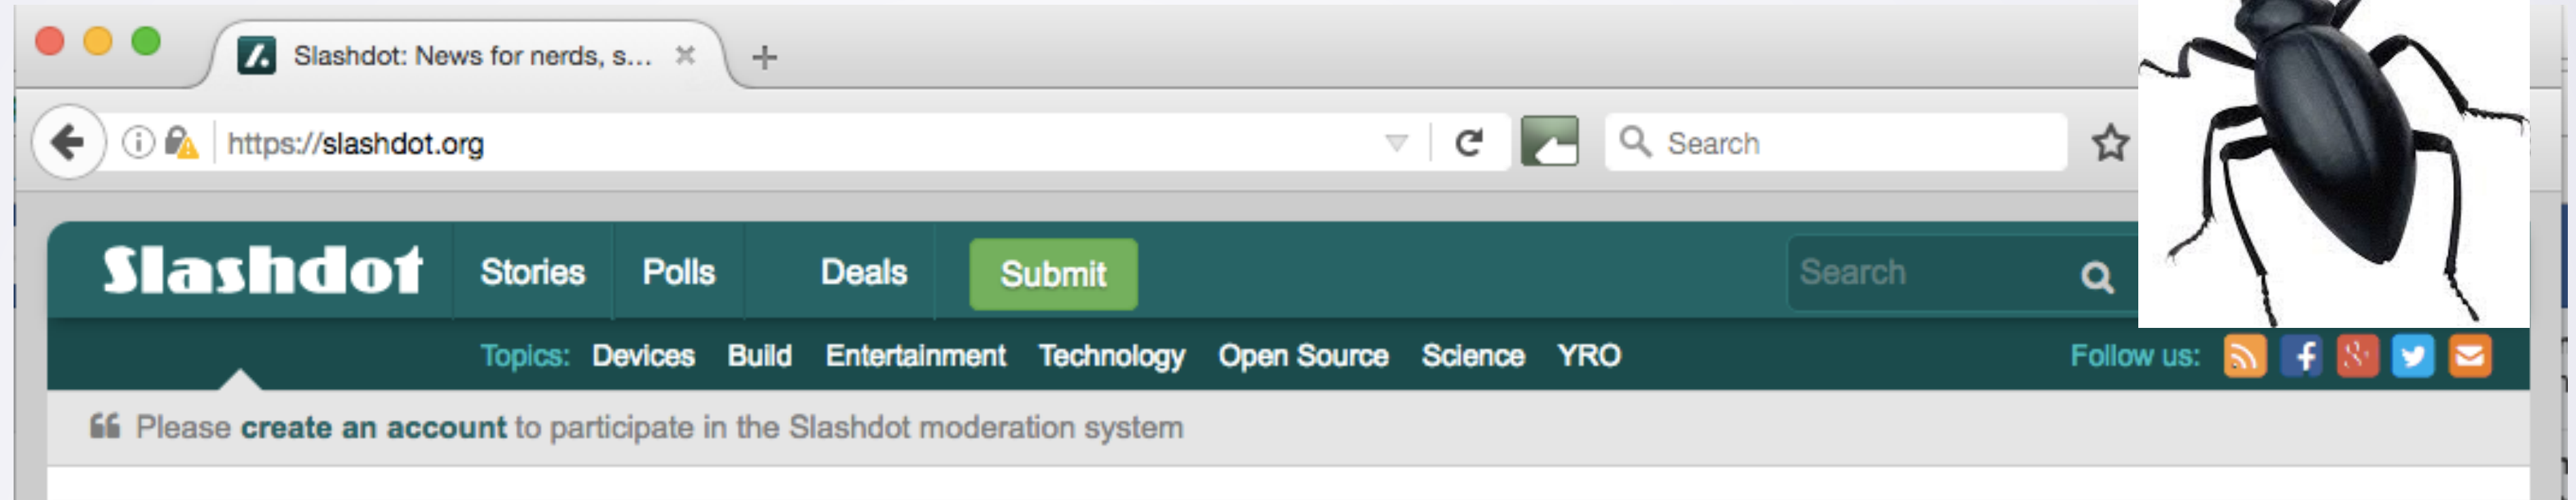 Slashdot: News for nerds, s...
https://slashdot.org
Search
Slashdot Stories Polls Deals Submit Search
Topics: Devices Build Entertainment Technology Open Source Science YRO Follow us:
Please create an account to participate in the Slashdot moderation system